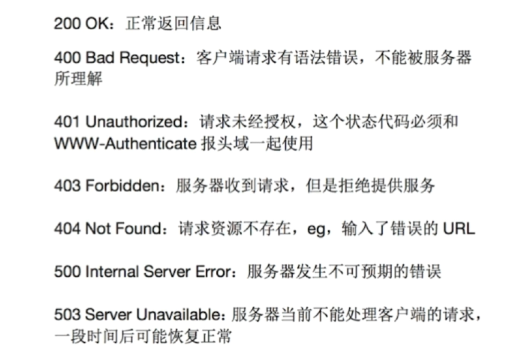 200 OK：正常返回信息
400 Bad Request：客户端请求有语法错误，不能被服务器
所理解
401 Unauthorized：请求未经授权，这个状态代码必须和
WWW-Authenticate 报头域一起使用
403 Forbidden：服务器收到请求，但是拒绝提供服务
404 Not Found：请求资源不存在，eg，输入了错误的 URL
500 Internal Server Error：服务器发生不可预期的错误
503 Server Unavailable：服务器当前不能处理客户端的请求，
一段时间后可能恢复正常